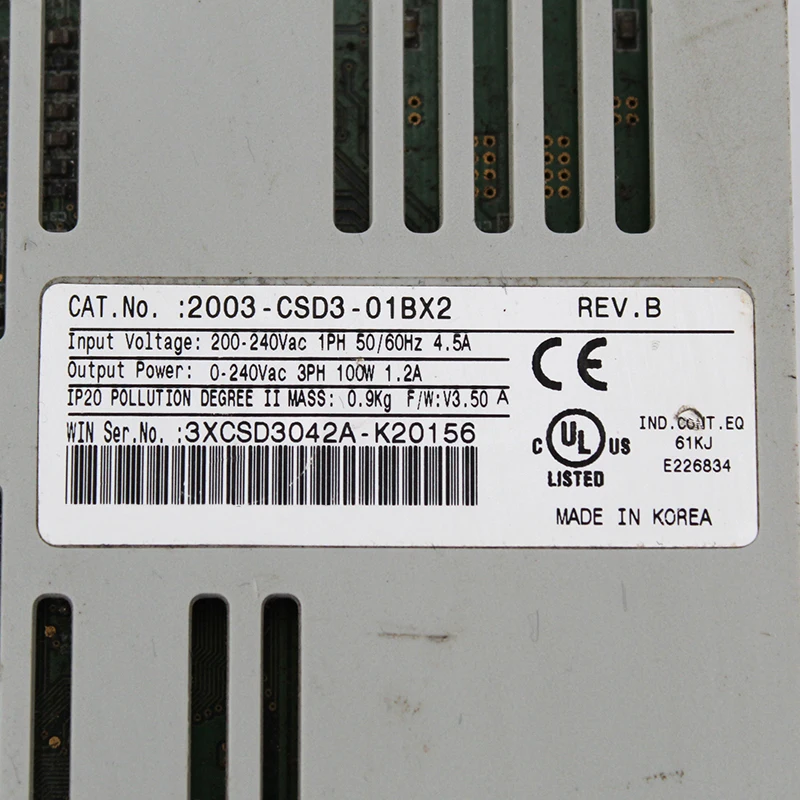 CAT.No. :2003-CSD3-01BX2 REV.B
Input Voltage: 200-240Vac 1PH 50/60Hz 4.5A
Output Power: 0-240Vac 3PH 100W 1.2A
IP20 POLLUTION DEGREE II MASS: 0.9Kg F/W:V3.50 A
WIN Ser.No. :3XCSD3042A-K20156
CE
C UL US
LISTED
IND.CONT.EQ
61KJ
E226834
MADE IN KOREA